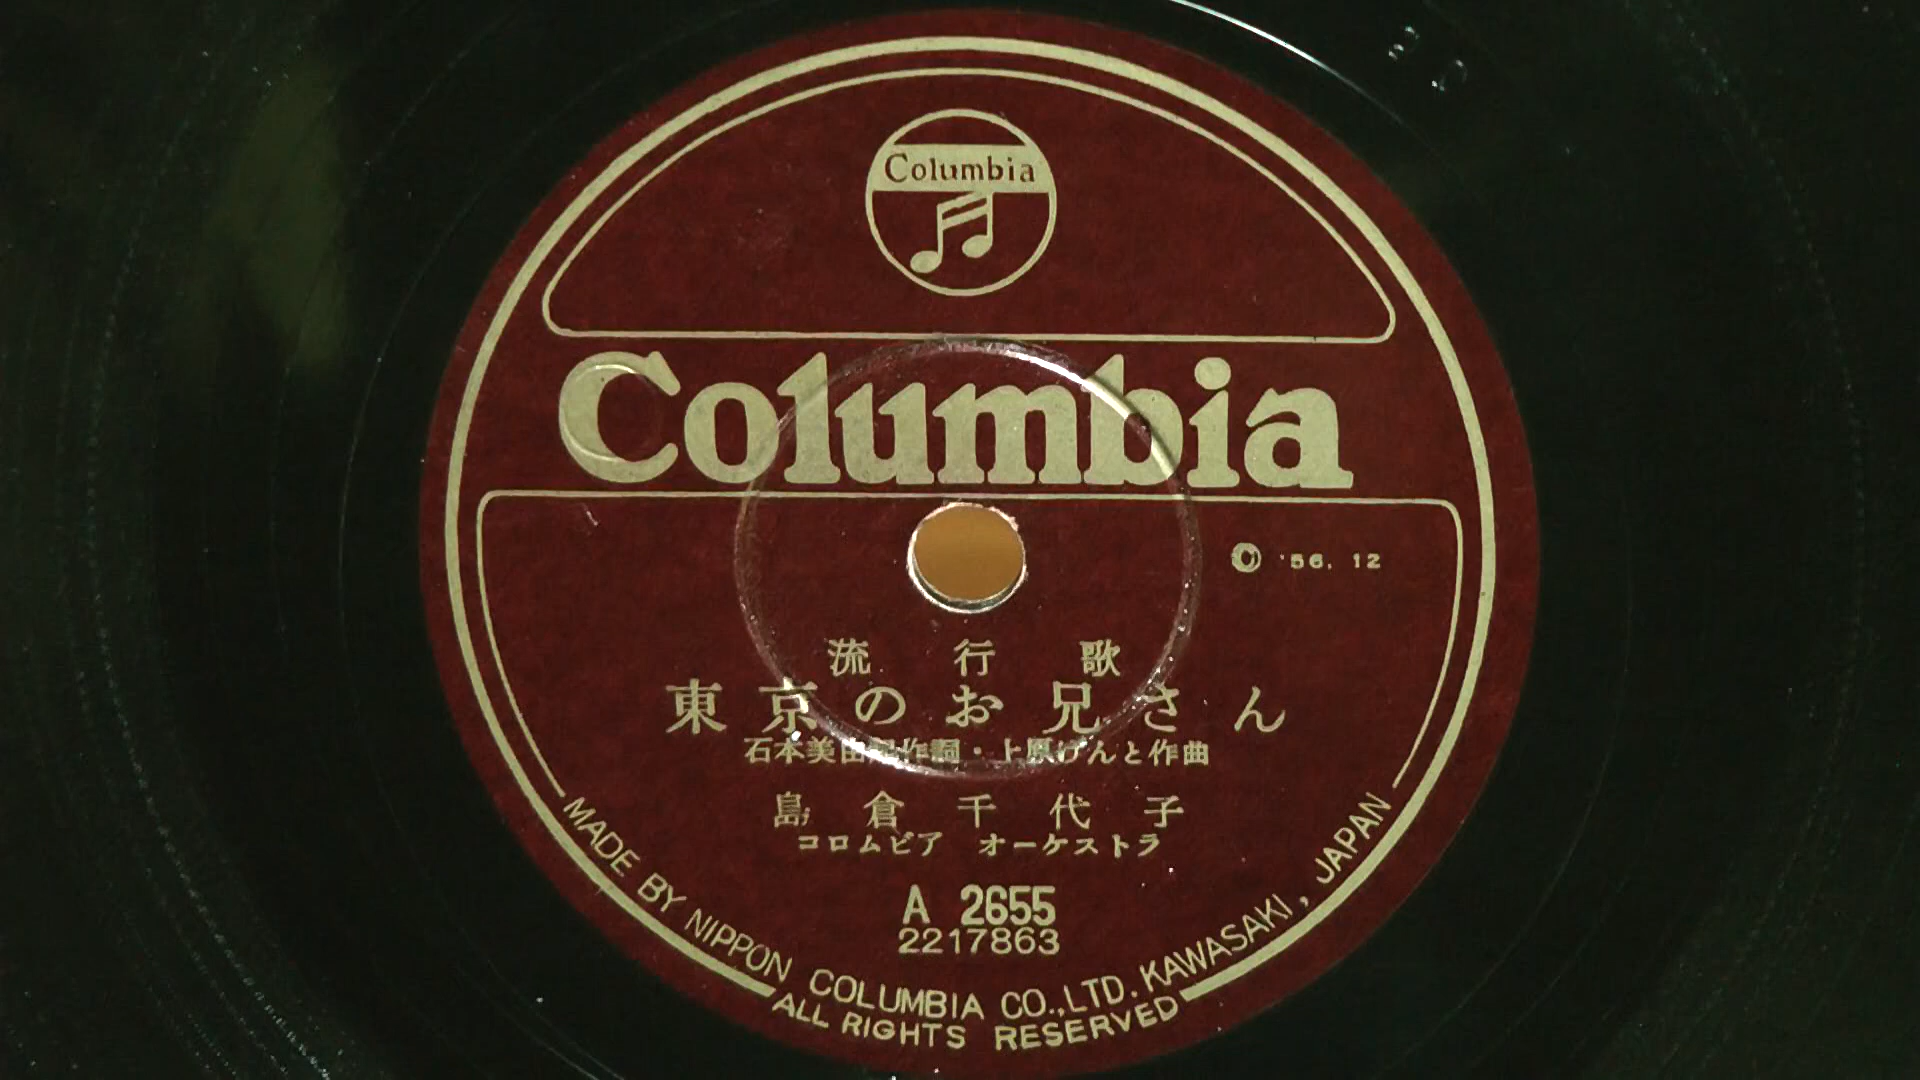 Columbia
Columbia
Ⓒ '56. 12
流行歌
東京のお兄さん
石本美由起作詞・上原げんと作曲
島倉千代子
コロムビア オーケストラ
A 2655
2217863
MADE BY NIPPON COLUMBIA CO.,LTD. KAWASAKI, JAPAN
ALL RIGHTS RESERVED